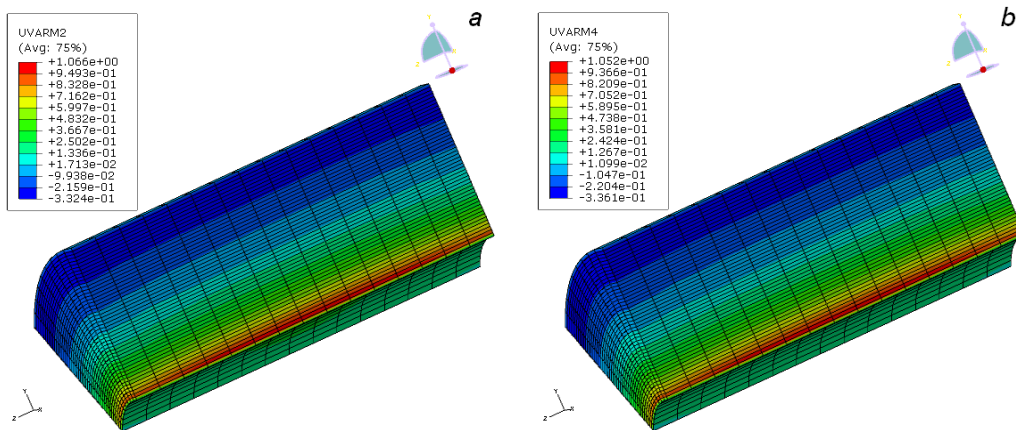 a
UVARM2
(Avg: 75%)
+1.066e+00
+9.493e-01
+8.328e-01
+7.162e-01
+5.997e-01
+4.832e-01
+3.667e-01
+2.502e-01
+1.336e-01
+1.713e-02
-9.938e-02
-2.159e-01
-3.324e-01
Y
Z
Y
Z
X
b
UVARM4
(Avg: 75%)
+1.052e+00
+9.366e-01
+8.209e-01
+7.052e-01
+5.895e-01
+4.738e-01
+3.581e-01
+2.424e-01
+1.267e-01
+1.099e-02
-1.047e-01
-2.204e-01
-3.361e-01
Z
Y
Z
X